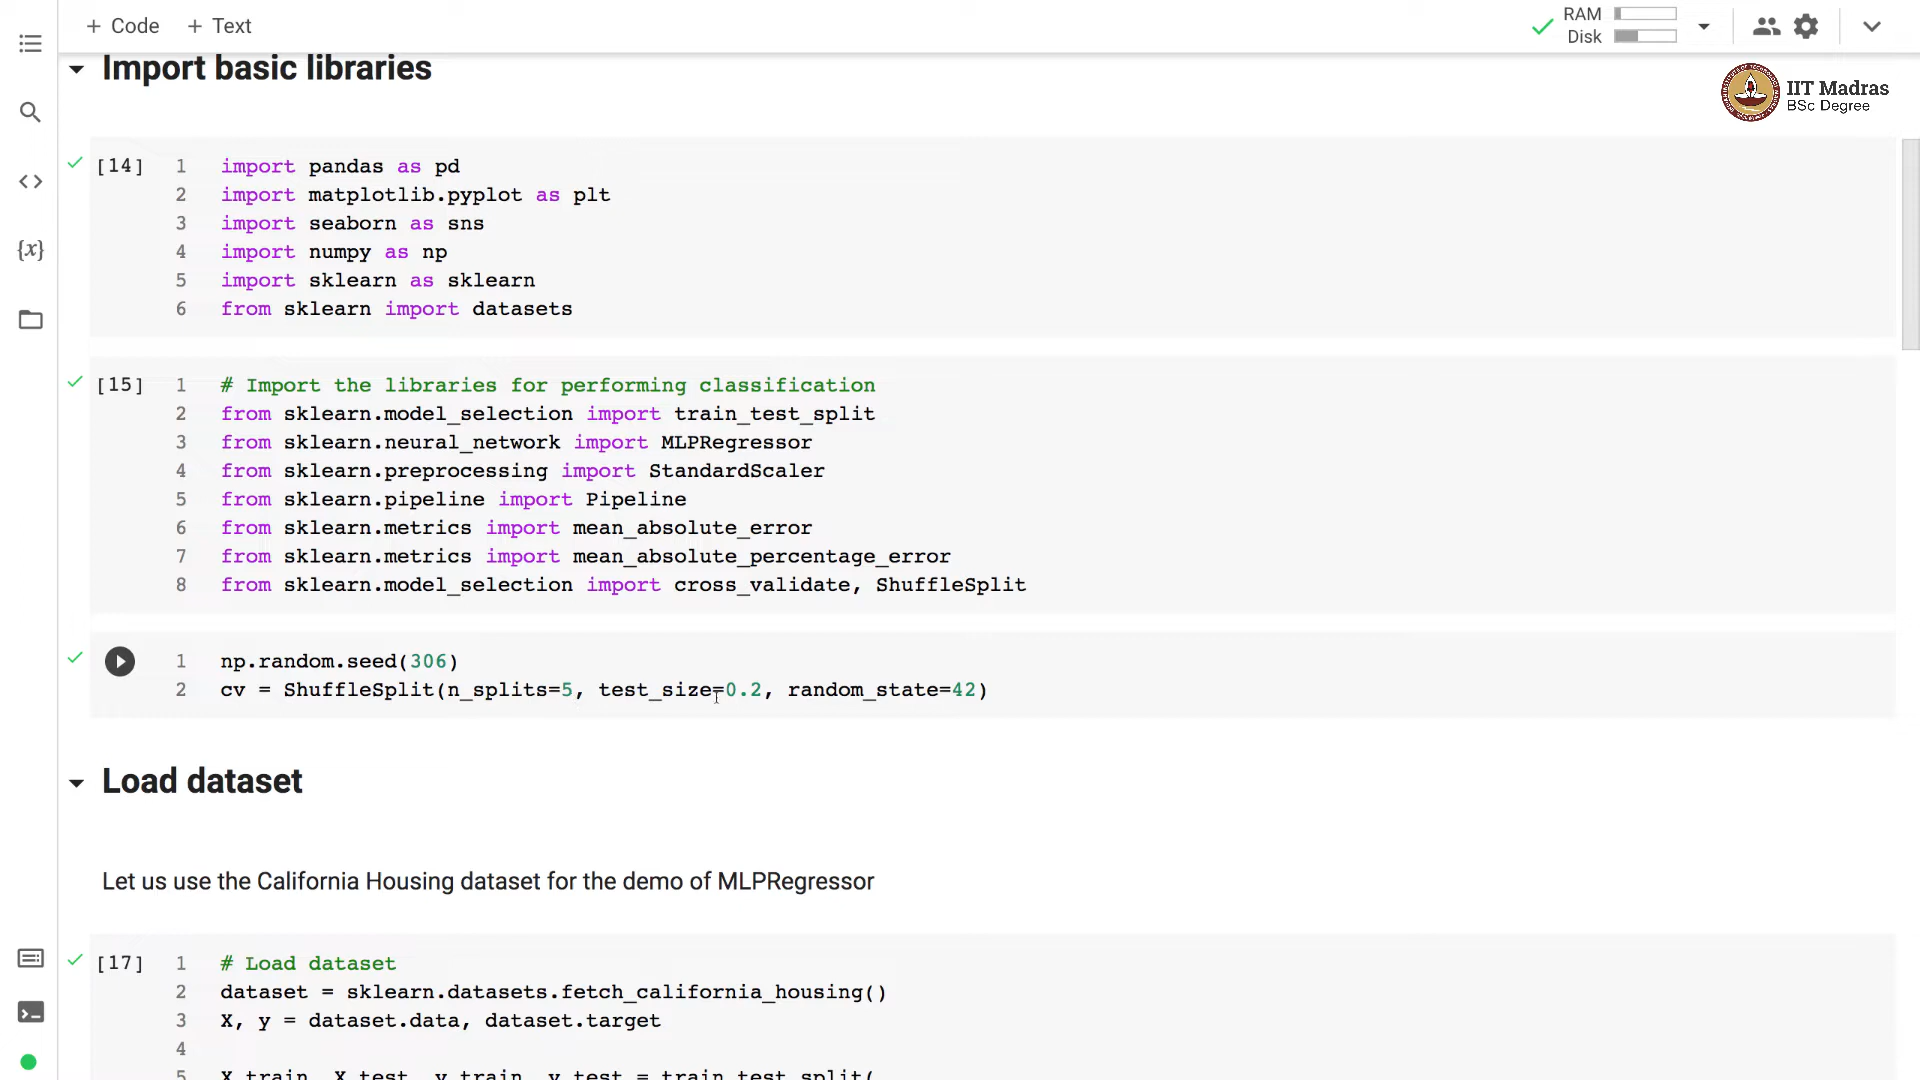 + Code + Text
RAM
Disk
Import basic libraries
IIT Madras
BSc Degree
[14] 1 import pandas as pd
2 import matplotlib.pyplot as plt
3 import seaborn as sns
4 import numpy as np
5 import sklearn as sklearn
6 from sklearn import datasets
[15] 1 # Import the libraries for performing classification
2 from sklearn.model_selection import train_test_split
3 from sklearn.neural_network import MLPRegressor
4 from sklearn.preprocessing import StandardScaler
5 from sklearn.pipeline import Pipeline
6 from sklearn.metrics import mean_absolute_error
7 from sklearn.metrics import mean_absolute_percentage_error
8 from sklearn.model_selection import cross_validate, ShuffleSplit
1 np.random.seed(306)
2 cv = ShuffleSplit(n_splits=5, test_size=0.2, random_state=42)
Load dataset
Let us use the California Housing dataset for the demo of MLPRegressor
[17] 1 # Load dataset
2 dataset = sklearn.datasets.fetch_california_housing()
3 X, y = dataset.data, dataset.target
4
5 X_train, X_test, y_train, y_test = train_test_split(